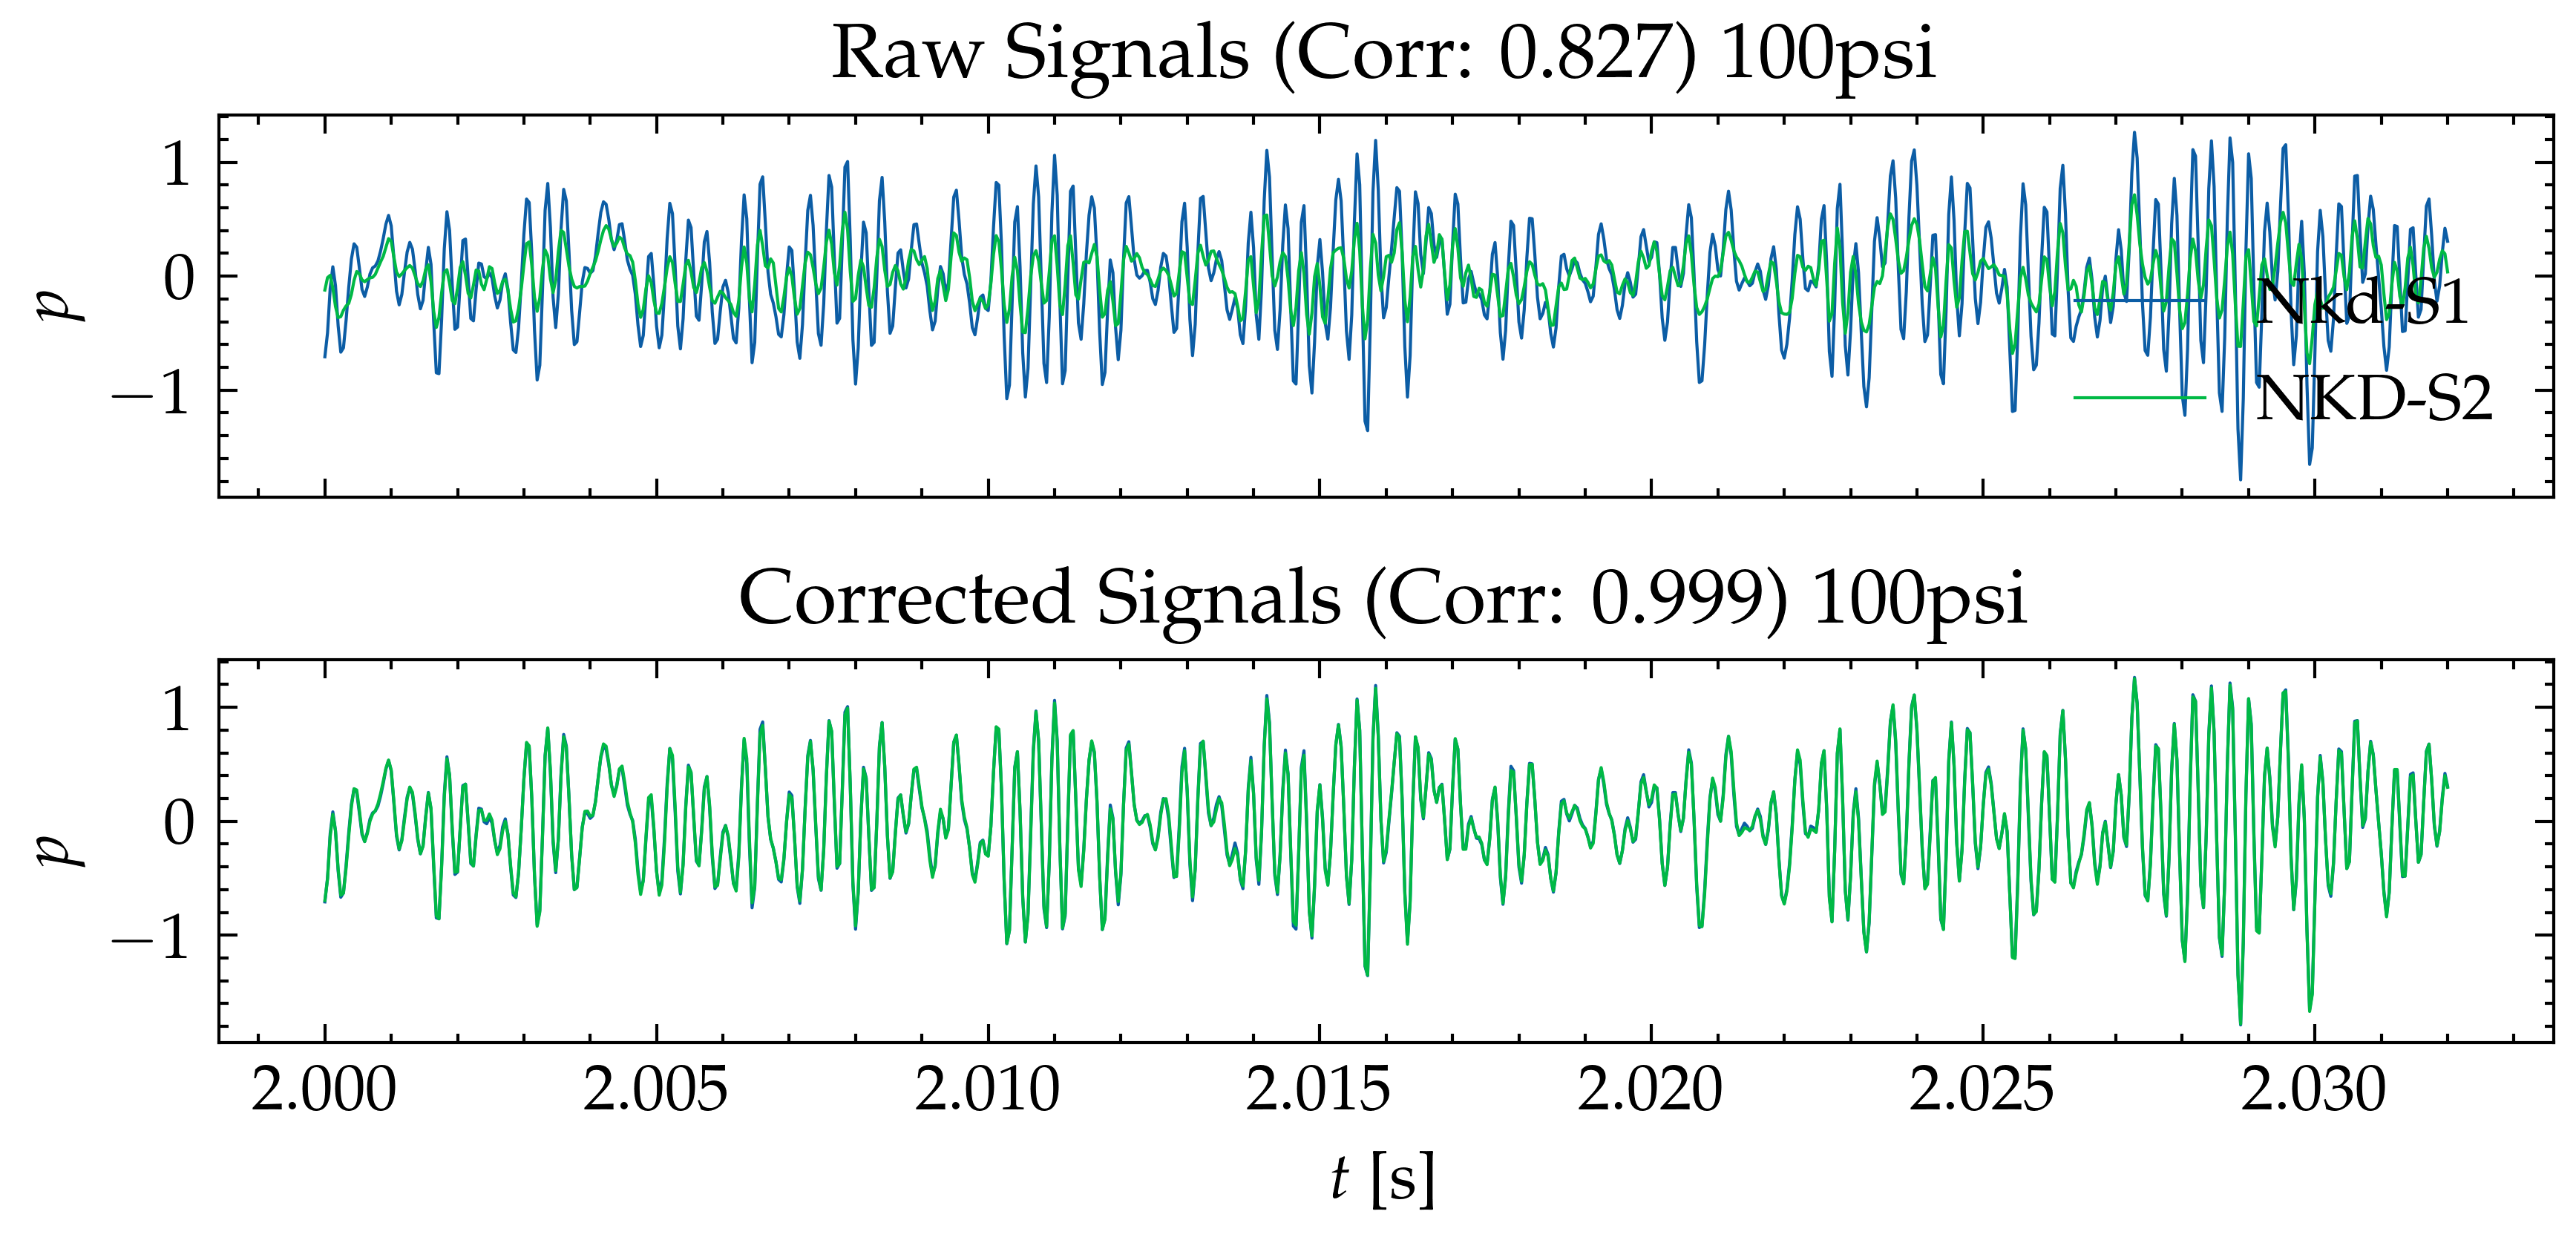 Raw Signals (Corr: 0.827) 100psi
1
0
−1
p
Nkd-S1
NKD-S2
Corrected Signals (Corr: 0.999) 100psi
1
0
−1
p
2.000 2.005 2.010 2.015 2.020 2.025 2.030
t [s]